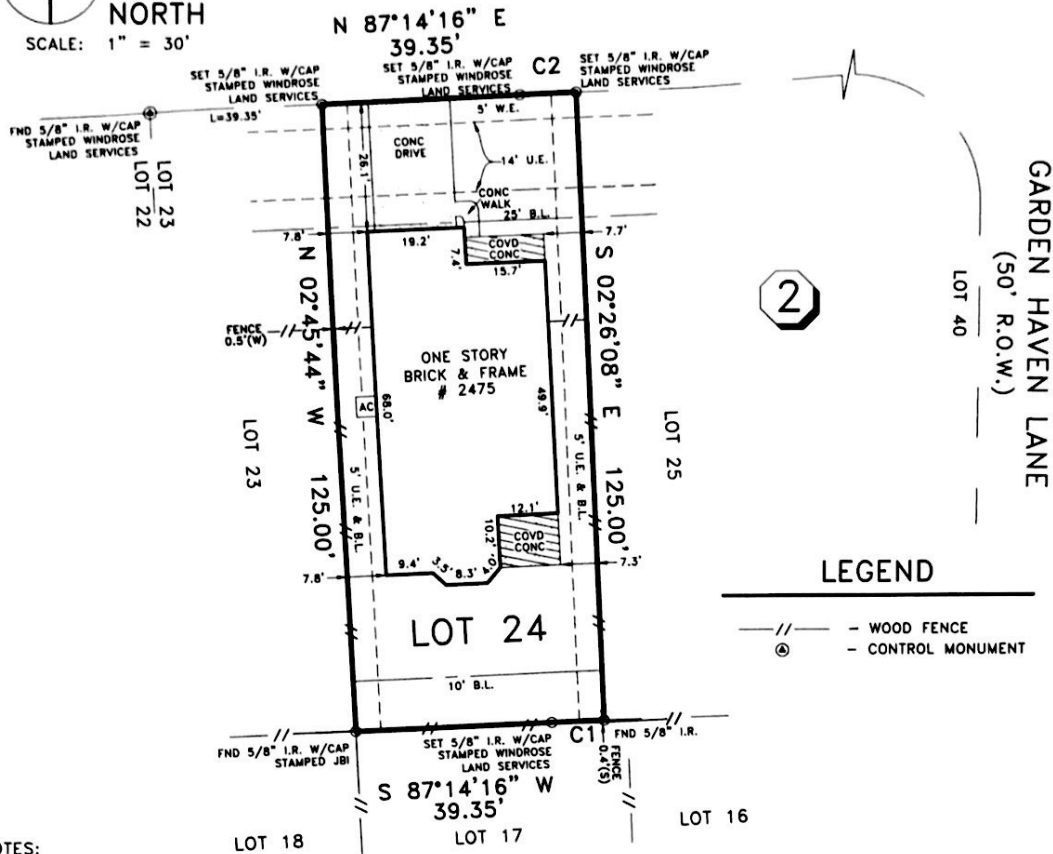 NORTH
SCALE: 1" = 30'
N 87°14'16" E
39.35'
SET 5/8" I.R. W/CAP
STAMPED WINDROSE
LAND SERVICES
SET 5/8" I.R. W/CAP
STAMPED WINDROSE
LAND SERVICES
C2
SET 5/8" I.R. W/CAP
STAMPED WINDROSE
LAND SERVICES
FND 5/8" I.R. W/CAP
STAMPED WINDROSE
LAND SERVICES
L=39.35'
LOT 22
LOT 23
5' W.E.
CONC
DRIVE
26.1'
14' U.E.
CONC
WALK
25' B.L.
7.8'
19.2'
7.4'
COVD
CONC
15.7'
7.7'
N 02°45'44" W 125.00'
S 02°26'08" E 125.00'
FENCE
0.5'(W)
ONE STORY
BRICK & FRAME
# 2475
AC
68.0'
49.9'
LOT 23
LOT 25
5' U.E. & B.L.
5' U.E. & B.L.
12.1'
10.2'
COVD
CONC
7.8'
9.4'
3.5'
8.3'
4.0'
7.3'
LOT 24
10' B.L.
FND 5/8" I.R. W/CAP
STAMPED JBI
SET 5/8" I.R. W/CAP
STAMPED WINDROSE
LAND SERVICES
C1
FND 5/8" I.R.
FENCE
0.4'(S)
S 87°14'16" W
39.35'
LOT 18
LOT 17
LOT 16
2
LOT 40
GARDEN HAVEN LANE
(50' R.O.W.)
LEGEND
— WOOD FENCE
— CONTROL MONUMENT
OTES: